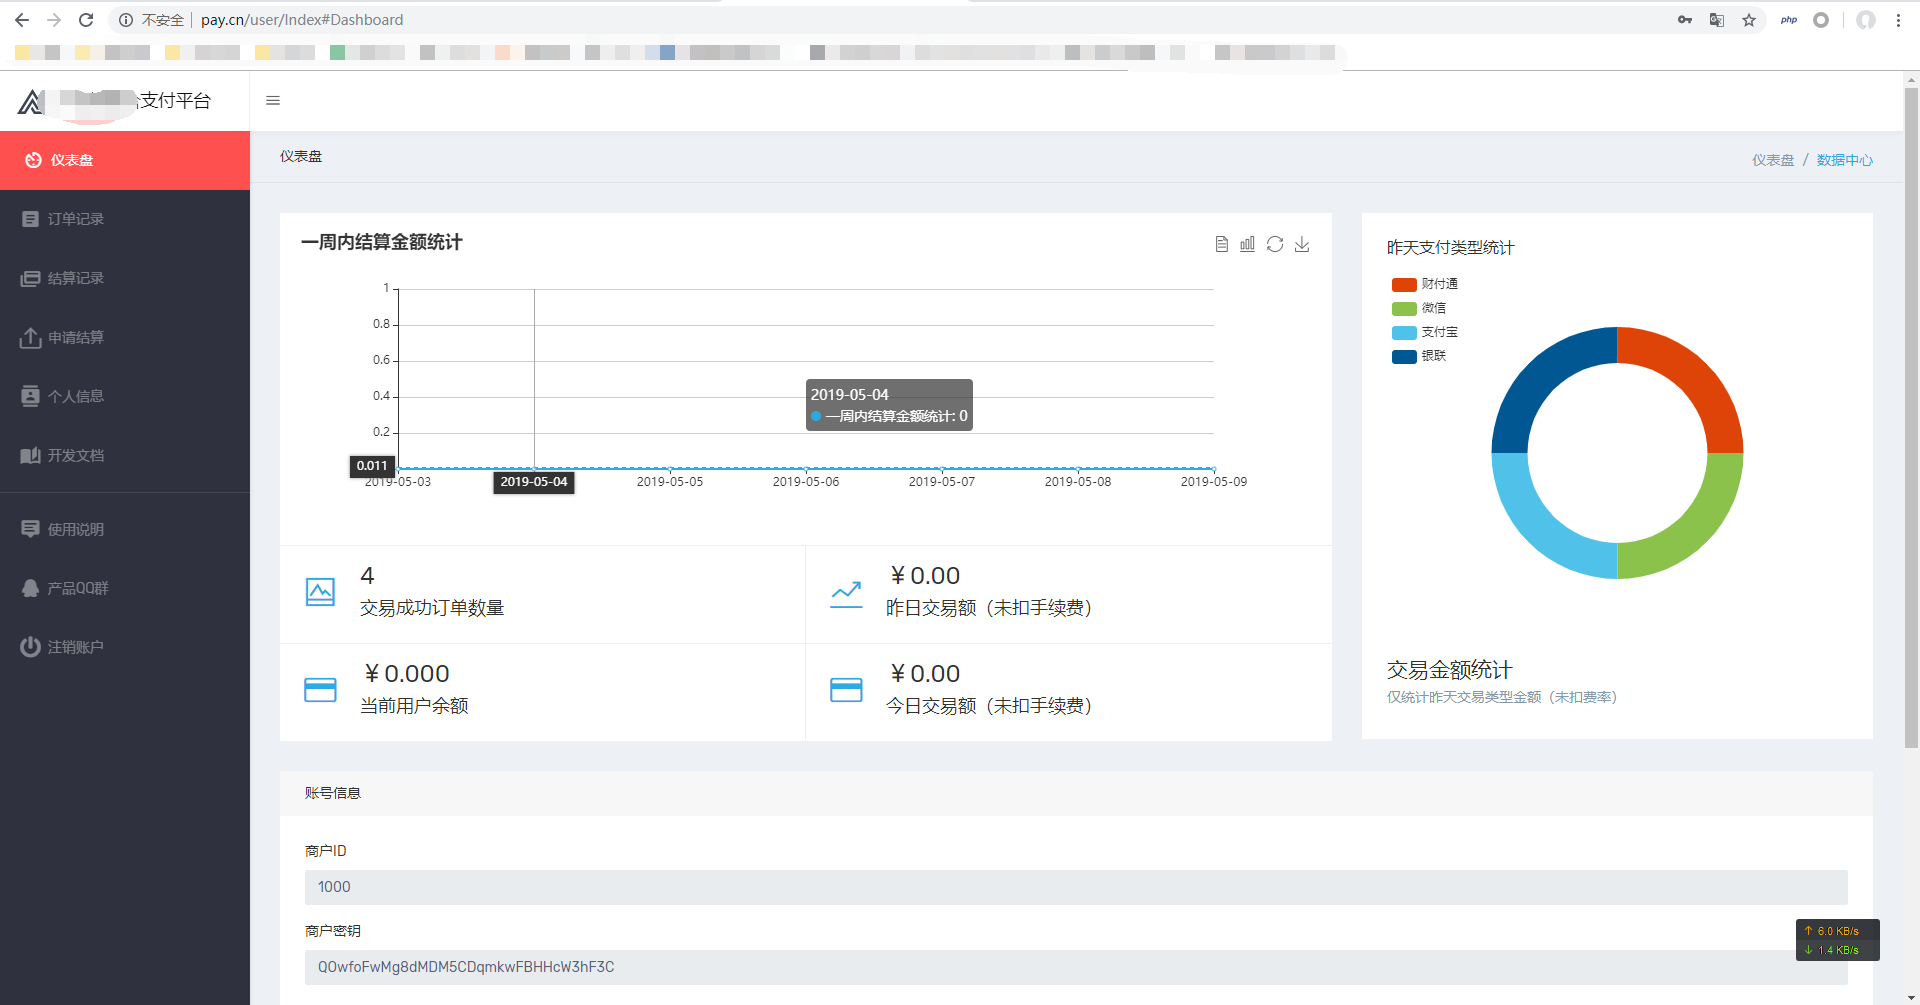 不安全 pay.cn/user/Index#Dashboard
php
支付平台
仪表盘
订单记录
结算记录
申请结算
个人信息
开发文档
使用说明
产品QQ群
注销账户
仪表盘
仪表盘 / 数据中心
一周内结算金额统计
1
0.8
0.6
0.4
0.2
0.011
2019-05-04
一周内结算金额统计: 0
2019-05-03
2019-05-04
2019-05-05
2019-05-06
2019-05-07
2019-05-08
2019-05-09
4
交易成功订单数量
¥ 0.00
昨日交易额（未扣手续费）
¥ 0.000
当前用户余额
¥ 0.00
今日交易额（未扣手续费）
昨天支付类型统计
财付通
微信
支付宝
银联
交易金额统计
仅统计昨天交易类型金额（未扣费率）
账号信息
商户ID
1000
商户密钥
QOwfoFwMg8dMDM5CDqmkwFBHHcW3hF3C
↑ 6.0 KB/s
↓ 1.4 KB/s